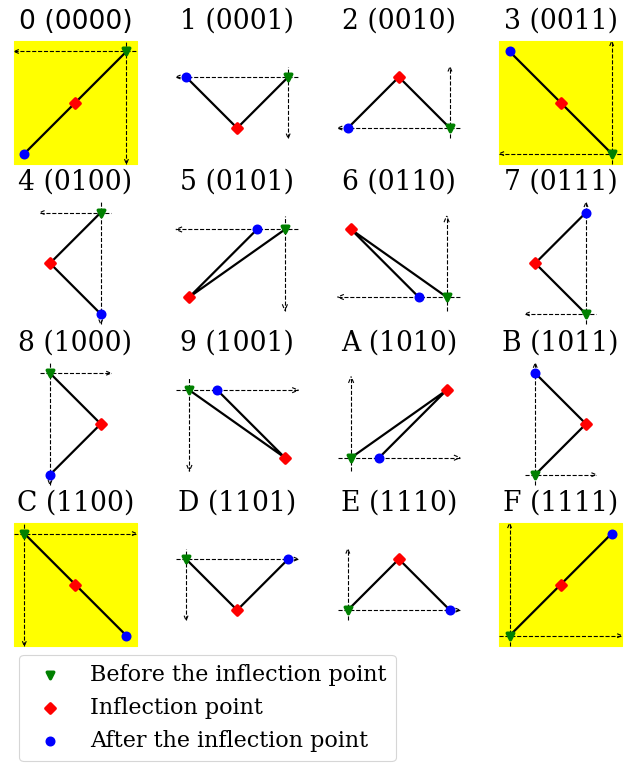 0 (0000) 1 (0001) 2 (0010) 3 (0011)
4 (0100) 5 (0101) 6 (0110) 7 (0111)
8 (1000) 9 (1001) A (1010) B (1011)
C (1100) D (1101) E (1110) F (1111)
Before the inflection point
Inflection point
After the inflection point